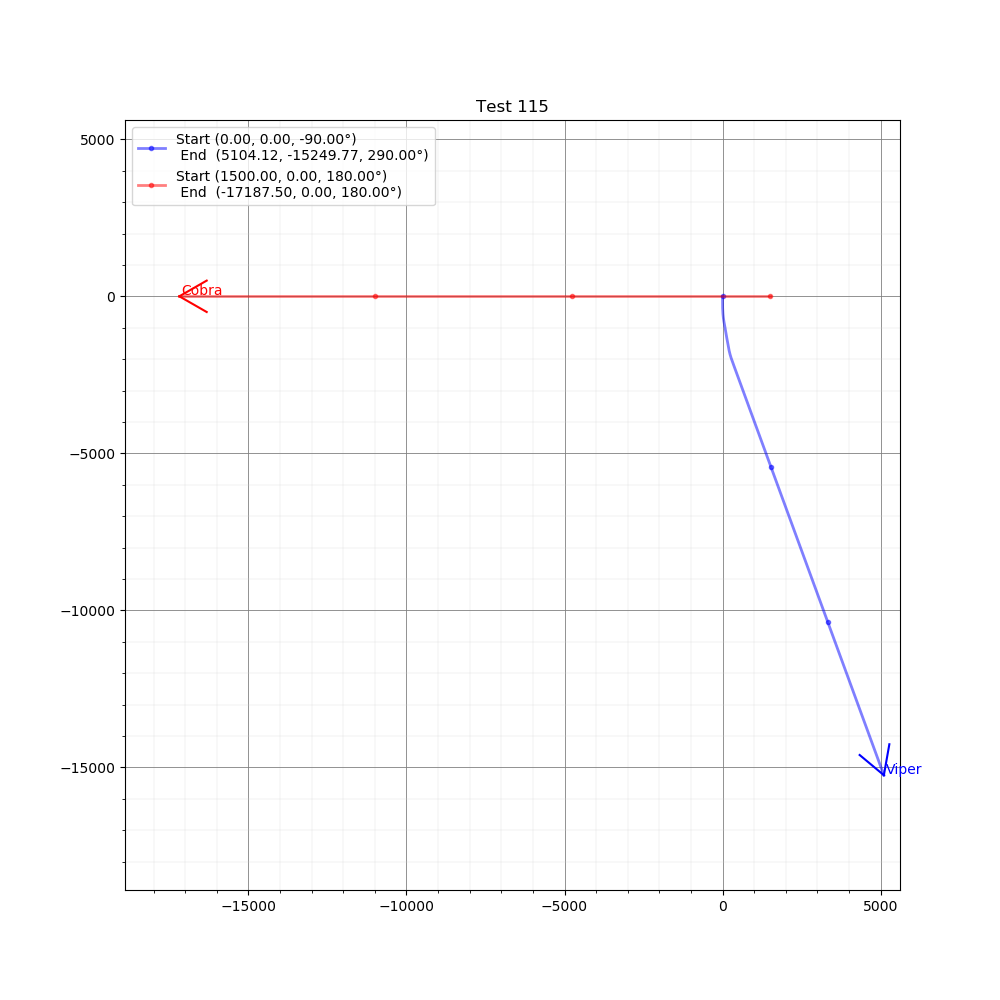 Test 115
Start (0.00, 0.00, -90.00°)
End (5104.12, -15249.77, 290.00°)
Start (1500.00, 0.00, 180.00°)
End (-17187.50, 0.00, 180.00°)
5000
0
−5000
−10000
−15000
Cobra
Viper
−15000
−10000
−5000
0
5000